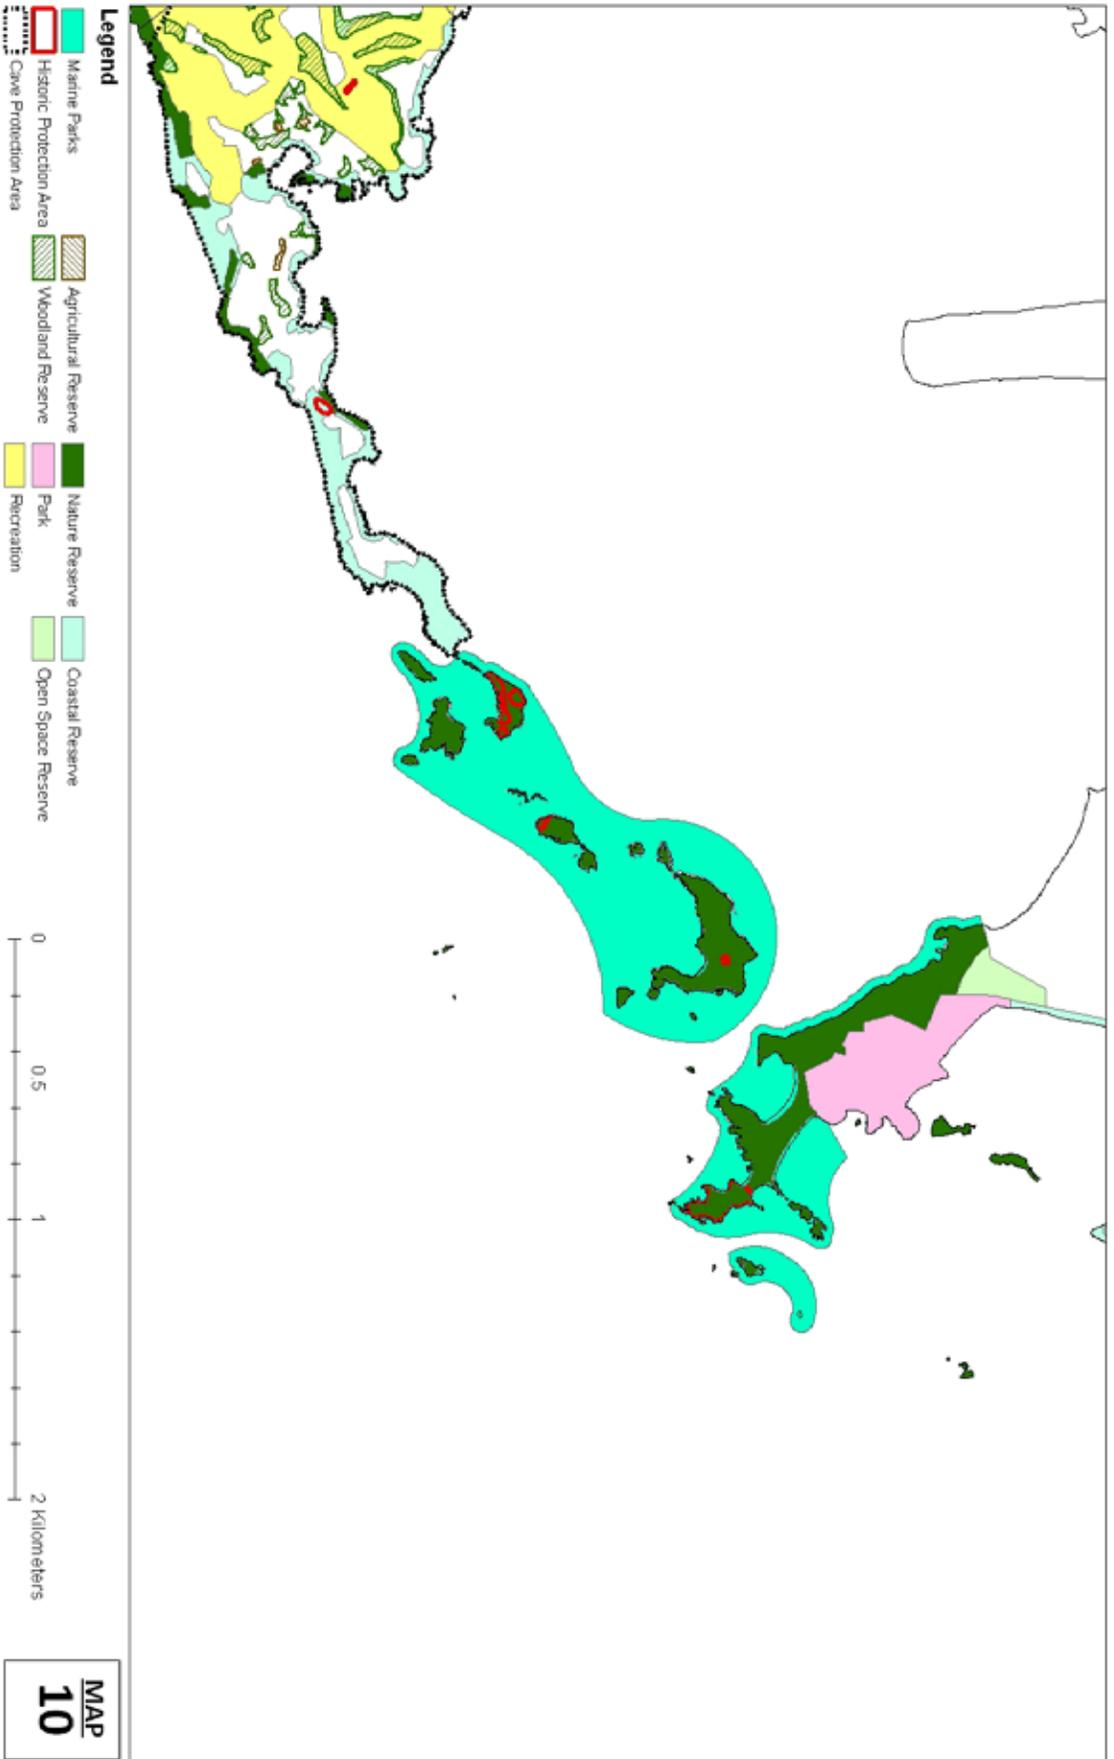 Legend
Marine Parks
Historic Protection Area
Cave Protection Area
Agricultural Reserve
Woodland Reserve
Nature Reserve
Park
Recreation
Coastal Reserve
Open Space Reserve
0 0.5 1 2 Kilometers
MAP
10